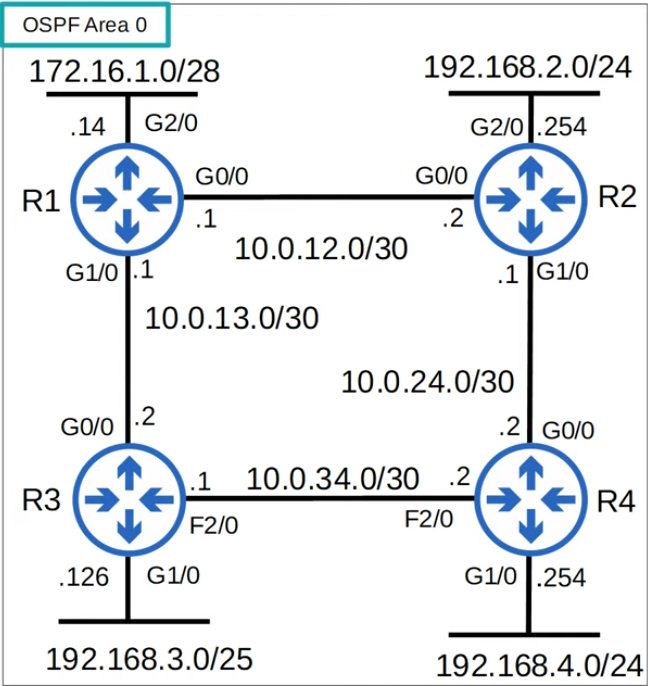 OSPF Area 0
172.16.1.0/28
192.168.2.0/24
.14
G2/0
G2/0
.254
R1
G0/0
G0/0
R2
.1
.2
10.0.12.0/30
G1/0
.1
.1
G1/0
10.0.13.0/30
10.0.24.0/30
G0/0
.2
.2
G0/0
R3
.1
10.0.34.0/30
.2
R4
F2/0
F2/0
.126
G1/0
G1/0
.254
192.168.3.0/25
192.168.4.0/24